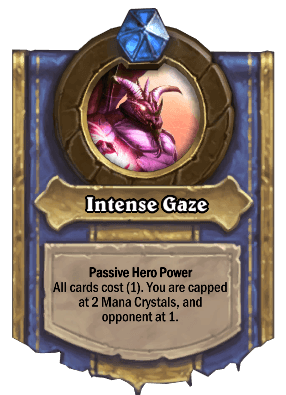 Intense Gaze
Passive Hero Power
All cards cost (1). You are capped
at 2 Mana Crystals, and
opponent at 1.